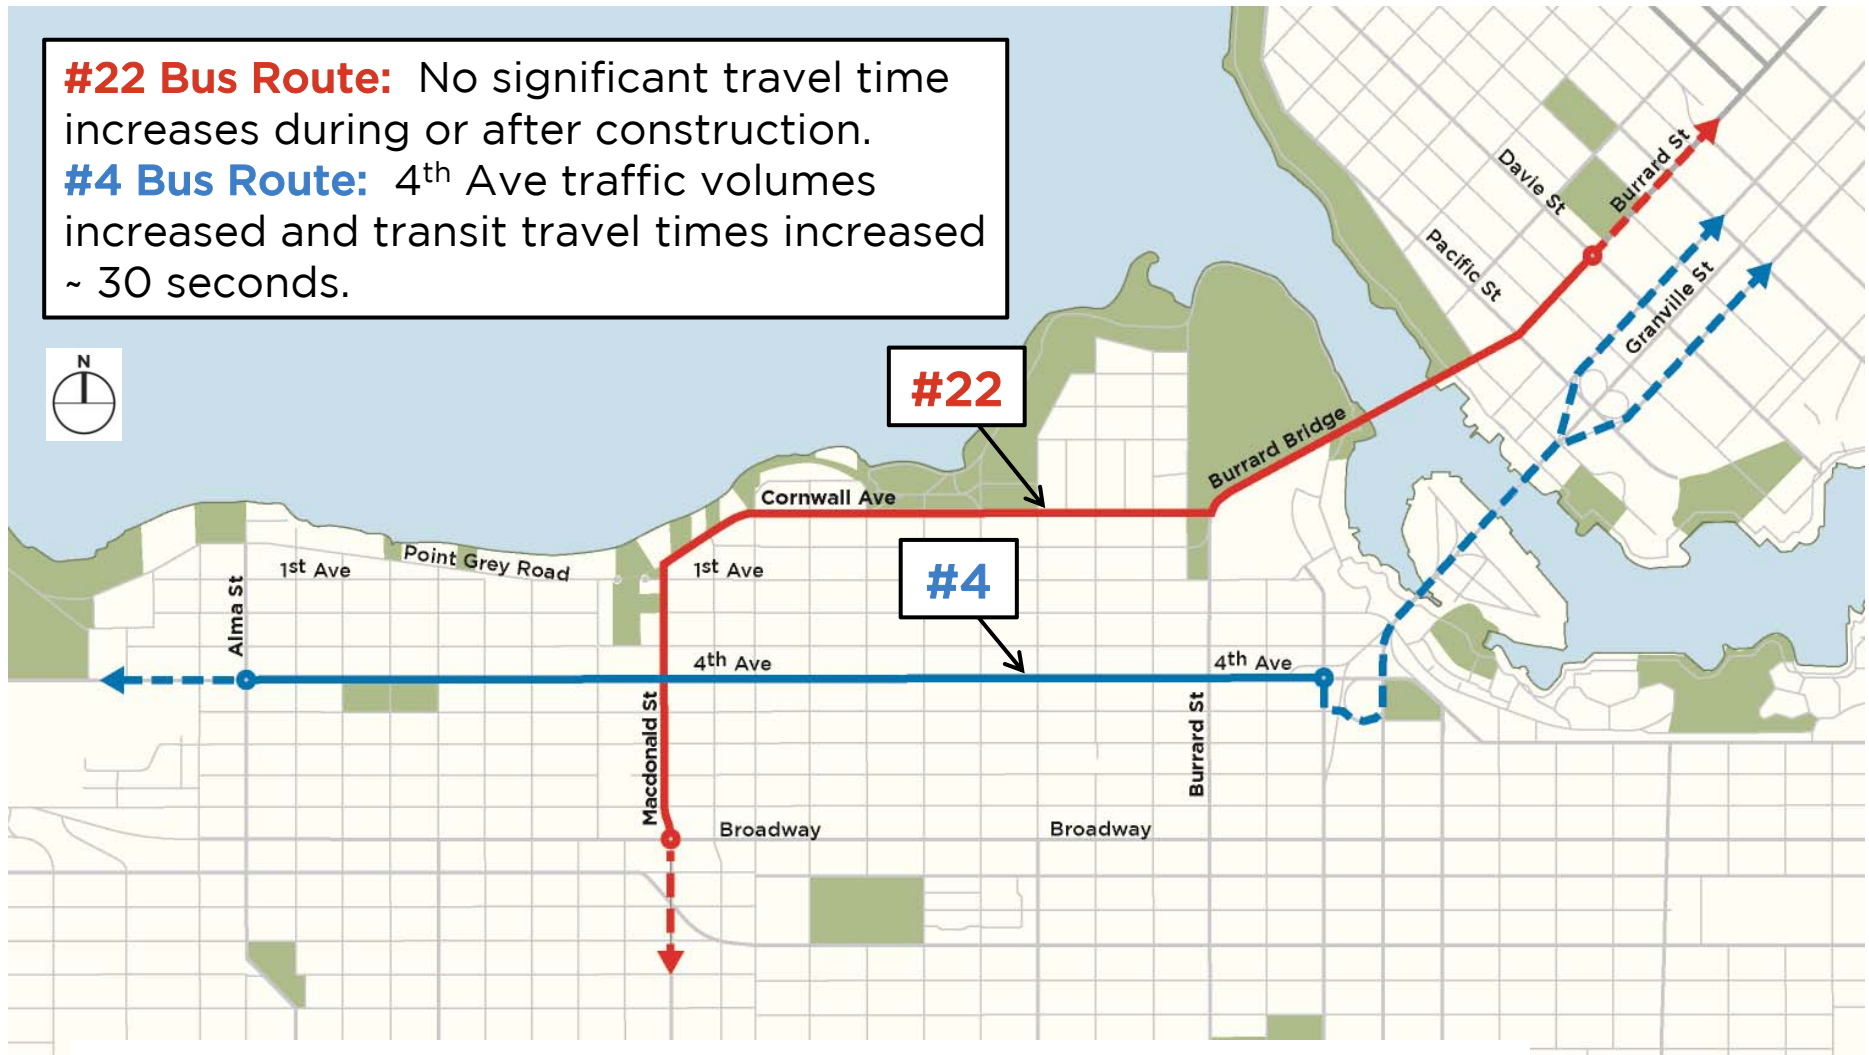 #22 Bus Route: No significant travel time
increases during or after construction.
#4 Bus Route: 4th Ave traffic volumes
increased and transit travel times increased
~ 30 seconds.
N
Burrard St
Davie St
Pacific St
Granville St
#22
Burrard Bridge
Cornwall Ave
Point Grey Road
1st Ave
1st Ave
#4
Alma St
4th Ave
4th Ave
Macdonald St
Burrard St
Broadway
Broadway